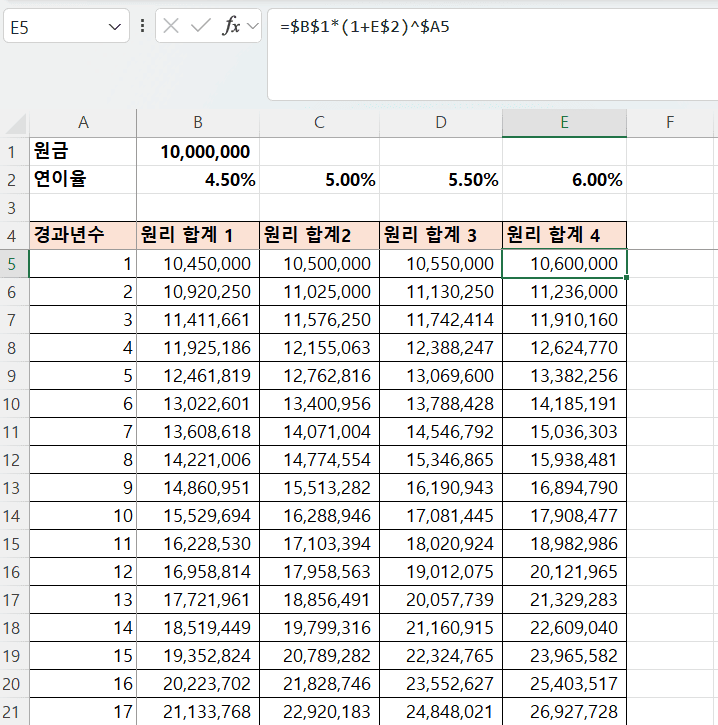 E5 fx =$B$1*(1+E$2)^$A5
A B C D E F
1 원금 10,000,000
2 연이율 4.50% 5.00% 5.50% 6.00%
3
4 경과년수 원리 합계 1 원리 합계2 원리 합계 3 원리 합계 4
5 1 10,450,000 10,500,000 10,550,000 10,600,000
6 2 10,920,250 11,025,000 11,130,250 11,236,000
7 3 11,411,661 11,576,250 11,742,414 11,910,160
8 4 11,925,186 12,155,063 12,388,247 12,624,770
9 5 12,461,819 12,762,816 13,069,600 13,382,256
10 6 13,022,601 13,400,956 13,788,428 14,185,191
11 7 13,608,618 14,071,004 14,546,792 15,036,303
12 8 14,221,006 14,774,554 15,346,865 15,938,481
13 9 14,860,951 15,513,282 16,190,943 16,894,790
14 10 15,529,694 16,288,946 17,081,445 17,908,477
15 11 16,228,530 17,103,394 18,020,924 18,982,986
16 12 16,958,814 17,958,563 19,012,075 20,121,965
17 13 17,721,961 18,856,491 20,057,739 21,329,283
18 14 18,519,449 19,799,316 21,160,915 22,609,040
19 15 19,352,824 20,789,282 22,324,765 23,965,582
20 16 20,223,702 21,828,746 23,552,627 25,403,517
21 17 21,133,768 22,920,183 24,848,021 26,927,728